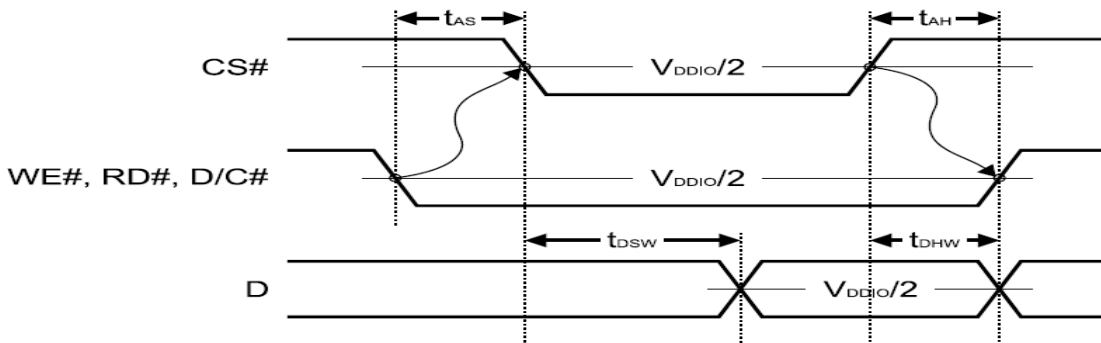 tAS
tAH
CS#
VDDIO/2
WE#, RD#, D/C#
VDDIO/2
tDSW
tDHW
D
VDDIO/2